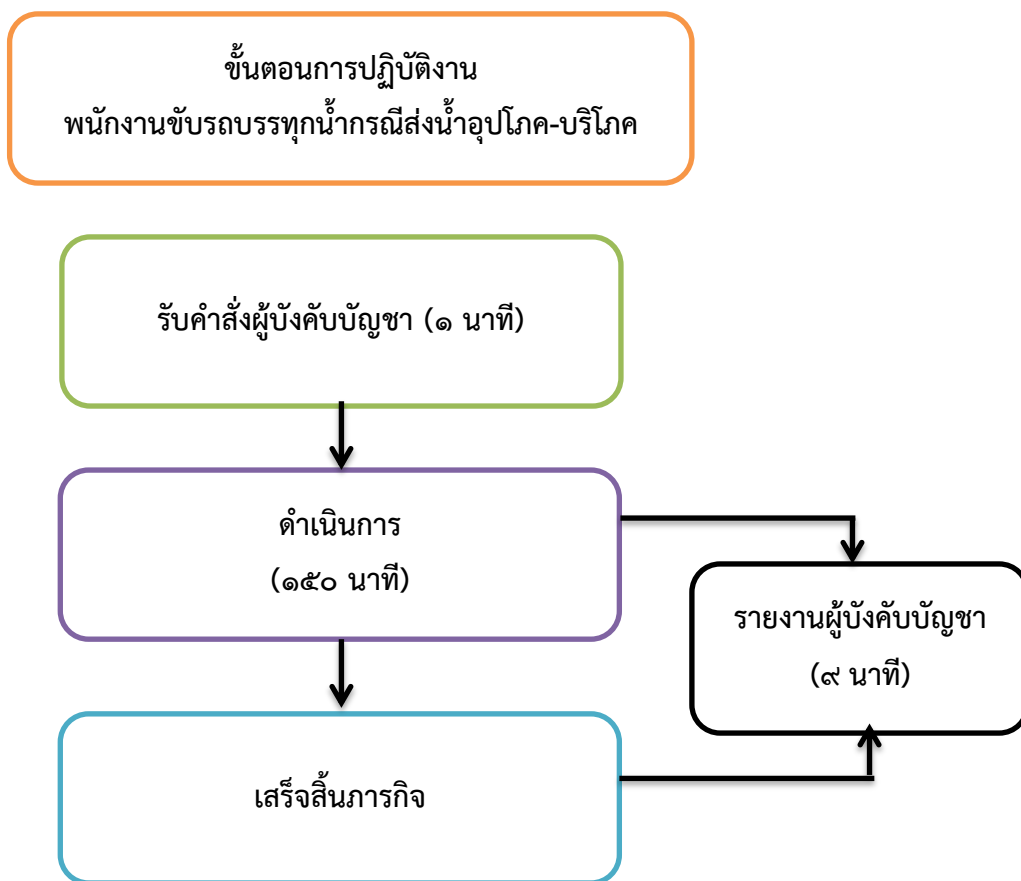 ขั้นตอนการปฏิบัติงาน
พนักงานขับรถบรรทุกน้ำกรณีส่งน้ำอุปโภค-บริโภค
รับคำสั่งผู้บังคับบัญชา (๑ นาที)
ดำเนินการ
(๑๕๐ นาที)
รายงานผู้บังคับบัญชา
(๙ นาที)
เสร็จสิ้นภารกิจ